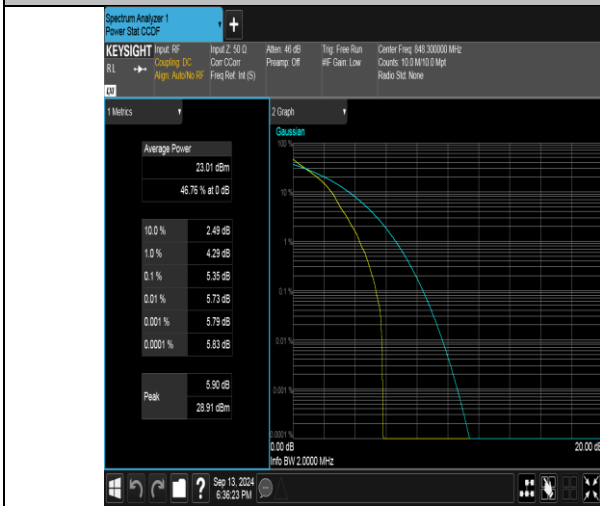 Spectrum Analyzer 1
Power Stat CCDF
+
KEYSIGHT
RL
Input: RF
Coupling: DC
Align: Auto/No RF
Input Z: 50 Ω
Corr CCorr
Freq Ref: Int (S)
Atten: 46 dB
Preamp: Off
Trig: Free Run
#IF Gain: Low
Center Freq: 848.300000 MHz
Counts: 10.0 M/10.0 Mpt
Radio Std: None
LXI
1 Metrics
Average Power
23.01 dBm
46.76 % at 0 dB
10.0 % 2.49 dB
1.0 % 4.29 dB
0.1 % 5.35 dB
0.01 % 5.73 dB
0.001 % 5.79 dB
0.0001 % 5.83 dB
Peak
5.90 dB
28.91 dBm
2 Graph
Gaussian
100 %
10 %
1 %
0.1 %
0.01 %
0.001 %
0.0001 %
0.00 dB
20.00 dB
Info BW 2.0000 MHz
?
Sep 13, 2024
6:36:23 PM